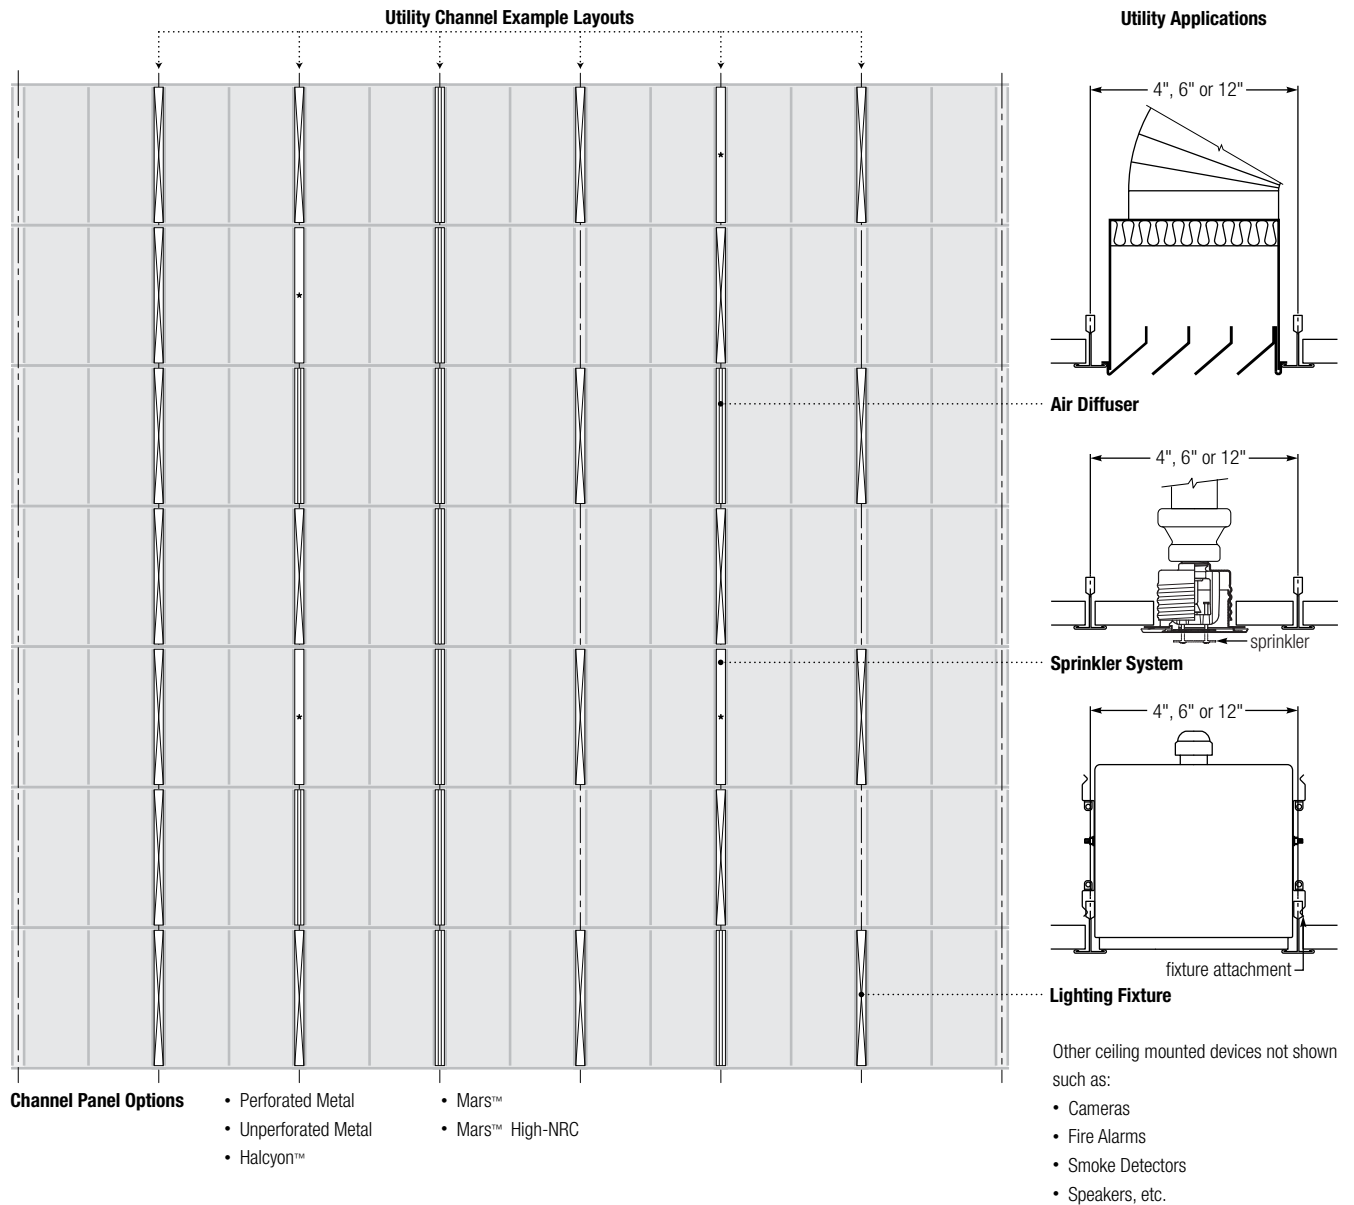 Utility Channel Example Layouts
Utility Applications
4", 6" or 12"
*
*
Air Diffuser
4", 6" or 12"
sprinkler
Sprinkler System
4", 6" or 12"
*
*
fixture attachment
Lighting Fixture
Other ceiling mounted devices not shown
such as:
• Cameras
• Fire Alarms
• Smoke Detectors
• Speakers, etc.
Channel Panel Options
• Perforated Metal
• Unperforated Metal
• Halcyon™
• Mars™
• Mars™ High-NRC